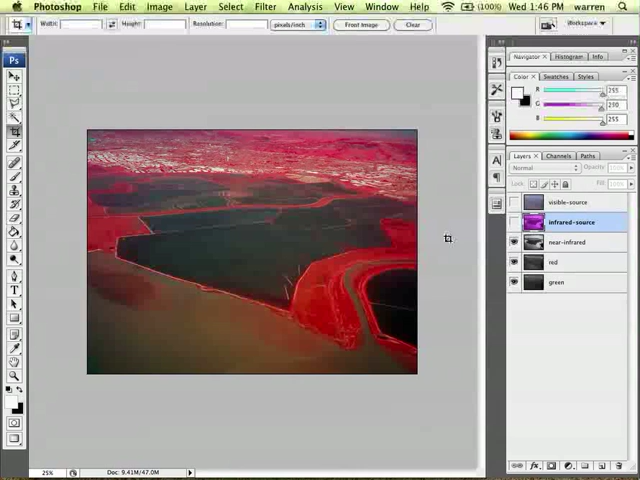 Photoshop File Edit Image Layer Select Filter Analysis View Window Help (100%) Wed 1:46 PM warren
Width: Height: Resolution: pixels/inch Front Image Clear Workspace
Ps
Navigator × Histogram Info
Color × Swatches Styles
R 255
G 250
B 255
Layers × Channels Paths
Normal Opacity:
Lock: Fill:
visible-source
infrared-source
near-infrared
red
green
25% Doc: 9.41M/47.0M